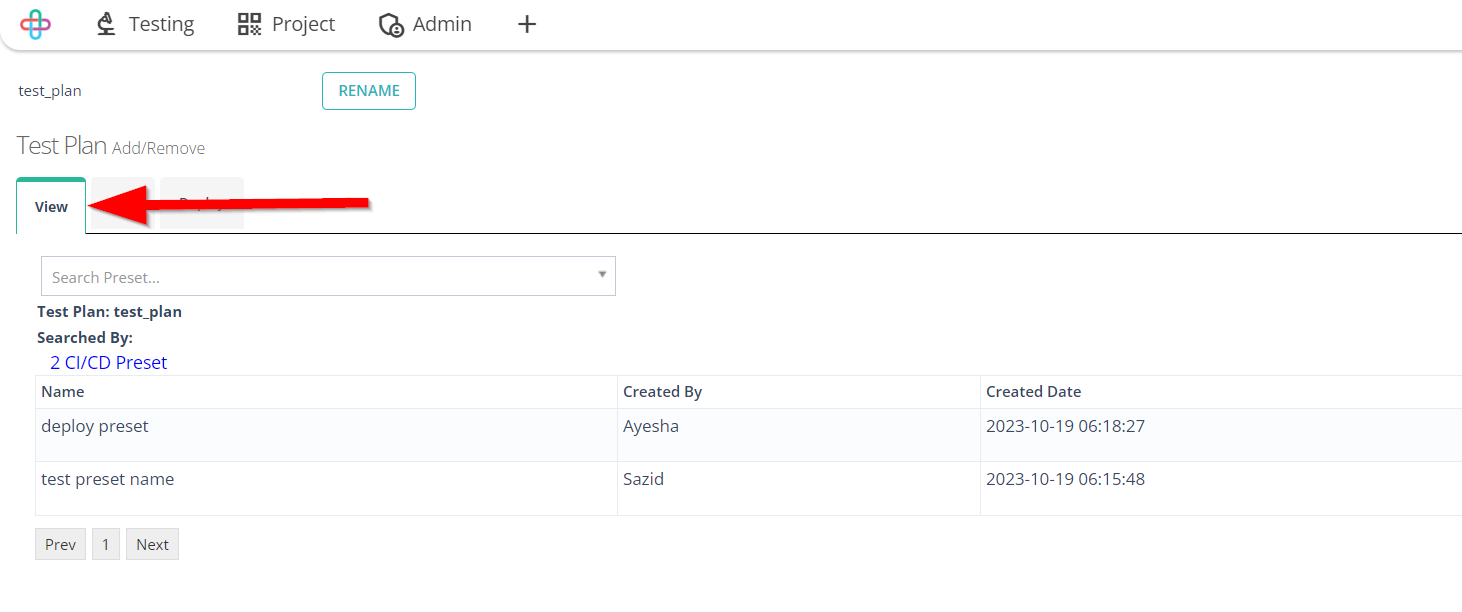 Testing Project Admin +
test_plan RENAME
Test Plan Add/Remove
View
Search Preset...
Test Plan: test_plan
Searched By:
2 CI/CD Preset
Name Created By Created Date
deploy preset Ayesha 2023-10-19 06:18:27
test preset name Sazid 2023-10-19 06:15:48
Prev 1 Next